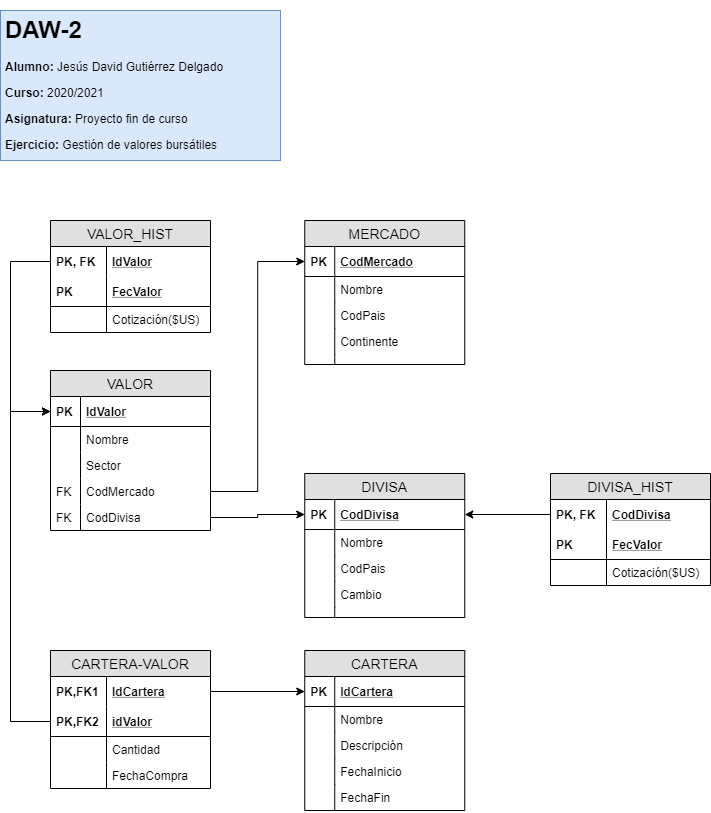 DAW-2
Alumno: Jesús David Gutiérrez Delgado
Curso: 2020/2021
Asignatura: Proyecto fin de curso
Ejercicio: Gestión de valores bursátiles
VALOR_HIST
PK, FK IdValor
PK FecValor
Cotización($US)
MERCADO
PK CodMercado
Nombre
CodPais
Continente
VALOR
PK IdValor
Nombre
Sector
FK CodMercado
FK CodDivisa
DIVISA
PK CodDivisa
Nombre
CodPais
Cambio
DIVISA_HIST
PK, FK CodDivisa
PK FecValor
Cotización($US)
CARTERA-VALOR
PK,FK1 IdCartera
PK,FK2 idValor
Cantidad
FechaCompra
CARTERA
PK IdCartera
Nombre
Descripción
FechaInicio
FechaFin